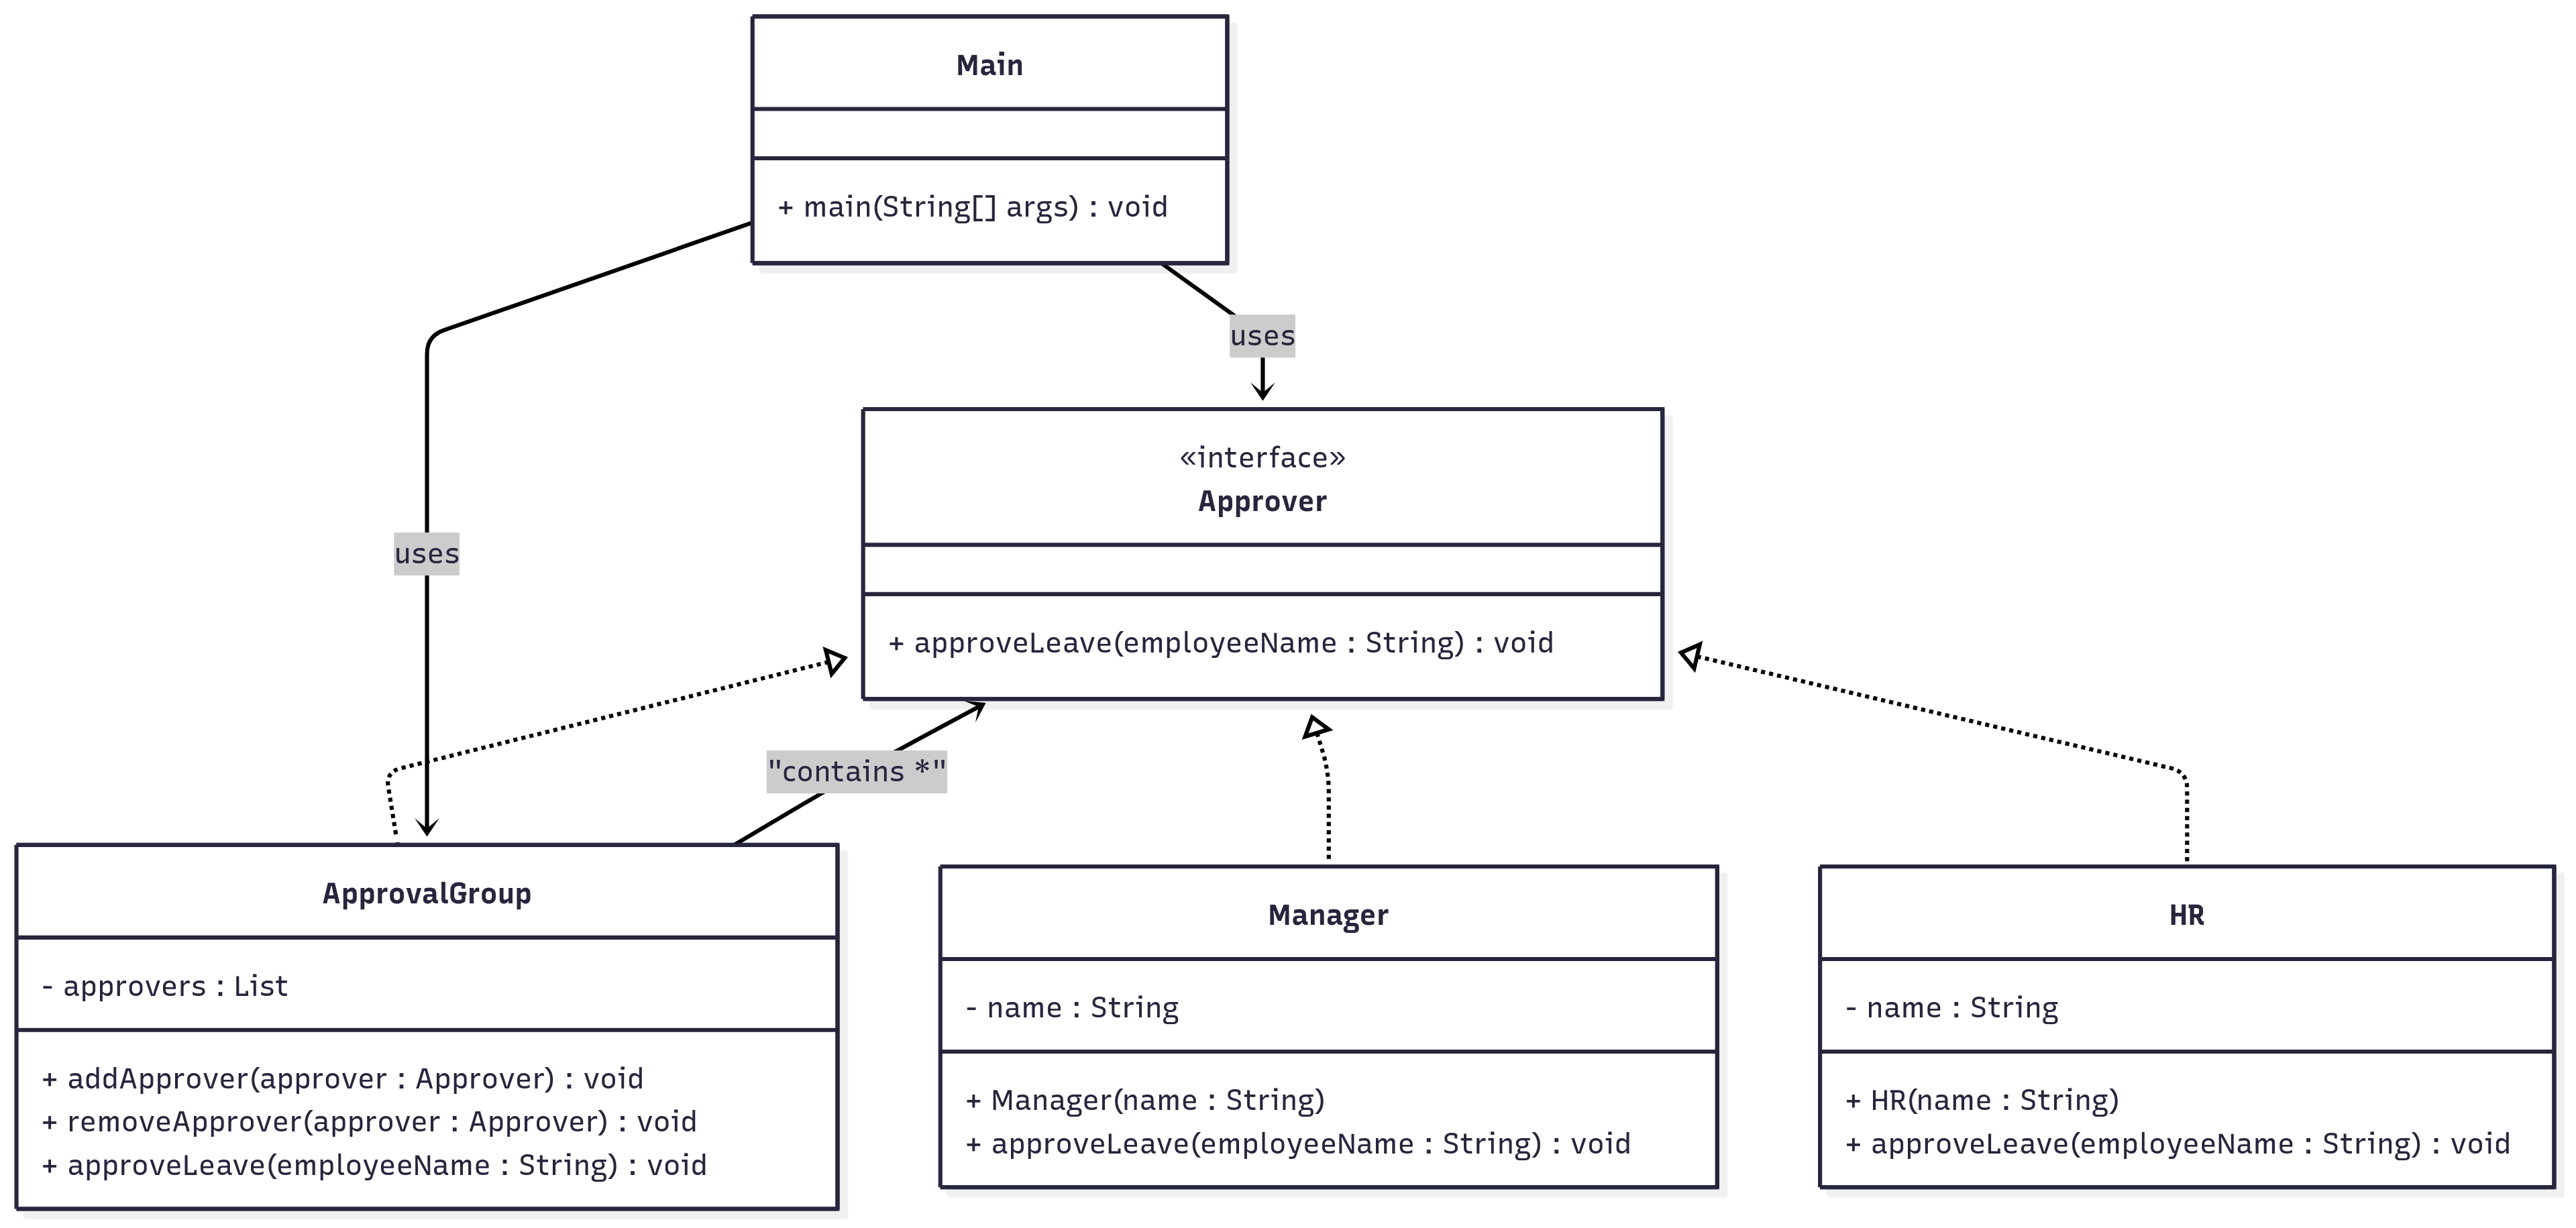 Main
+ main(String[] args) : void
uses
«interface»
Approver
+ approveLeave(employeeName : String) : void
uses
"contains *"
ApprovalGroup
- approvers : List
+ addApprover(approver : Approver) : void
+ removeApprover(approver : Approver) : void
+ approveLeave(employeeName : String) : void
Manager
- name : String
+ Manager(name : String)
+ approveLeave(employeeName : String) : void
HR
- name : String
+ HR(name : String)
+ approveLeave(employeeName : String) : void